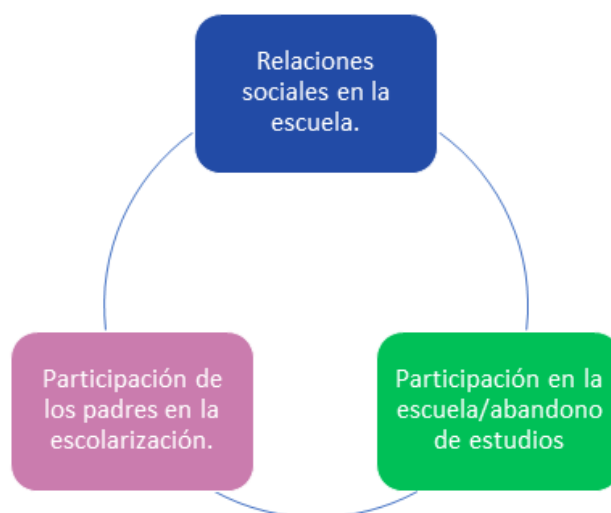 Relaciones
sociales en la
escuela.
Participación de
los padres en la
escolarización.
Participación en la
escuela/abandono
de estudios